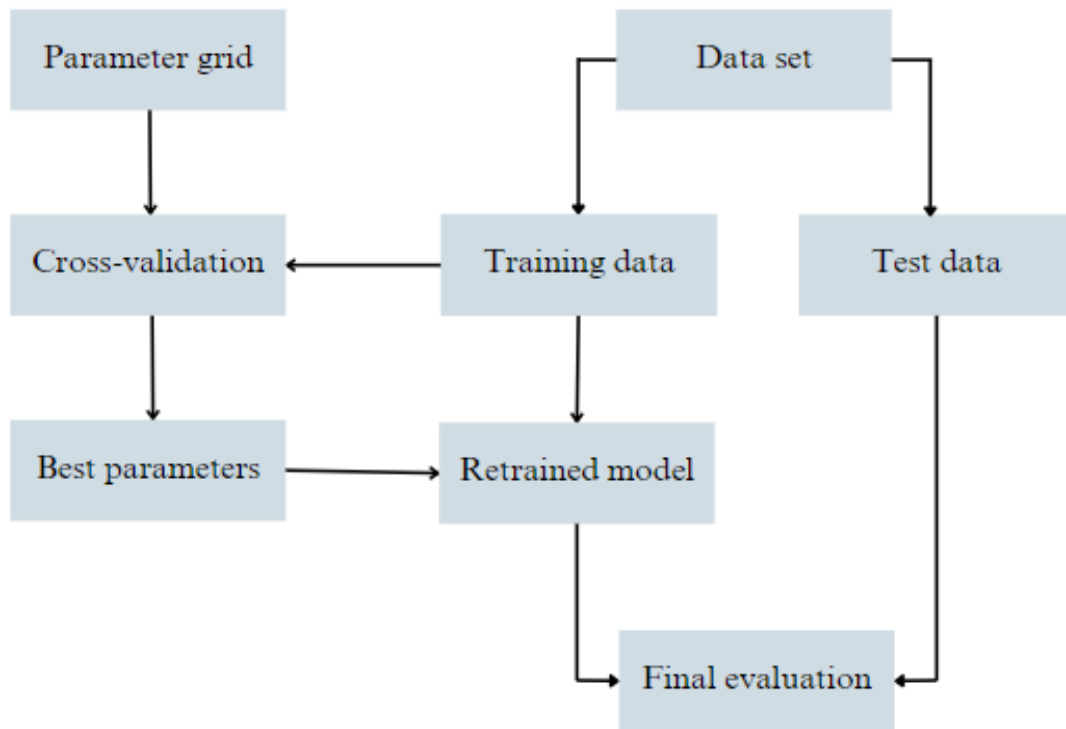 Parameter grid
Data set
Cross-validation
Training data
Test data
Best parameters
Retrained model
Final evaluation